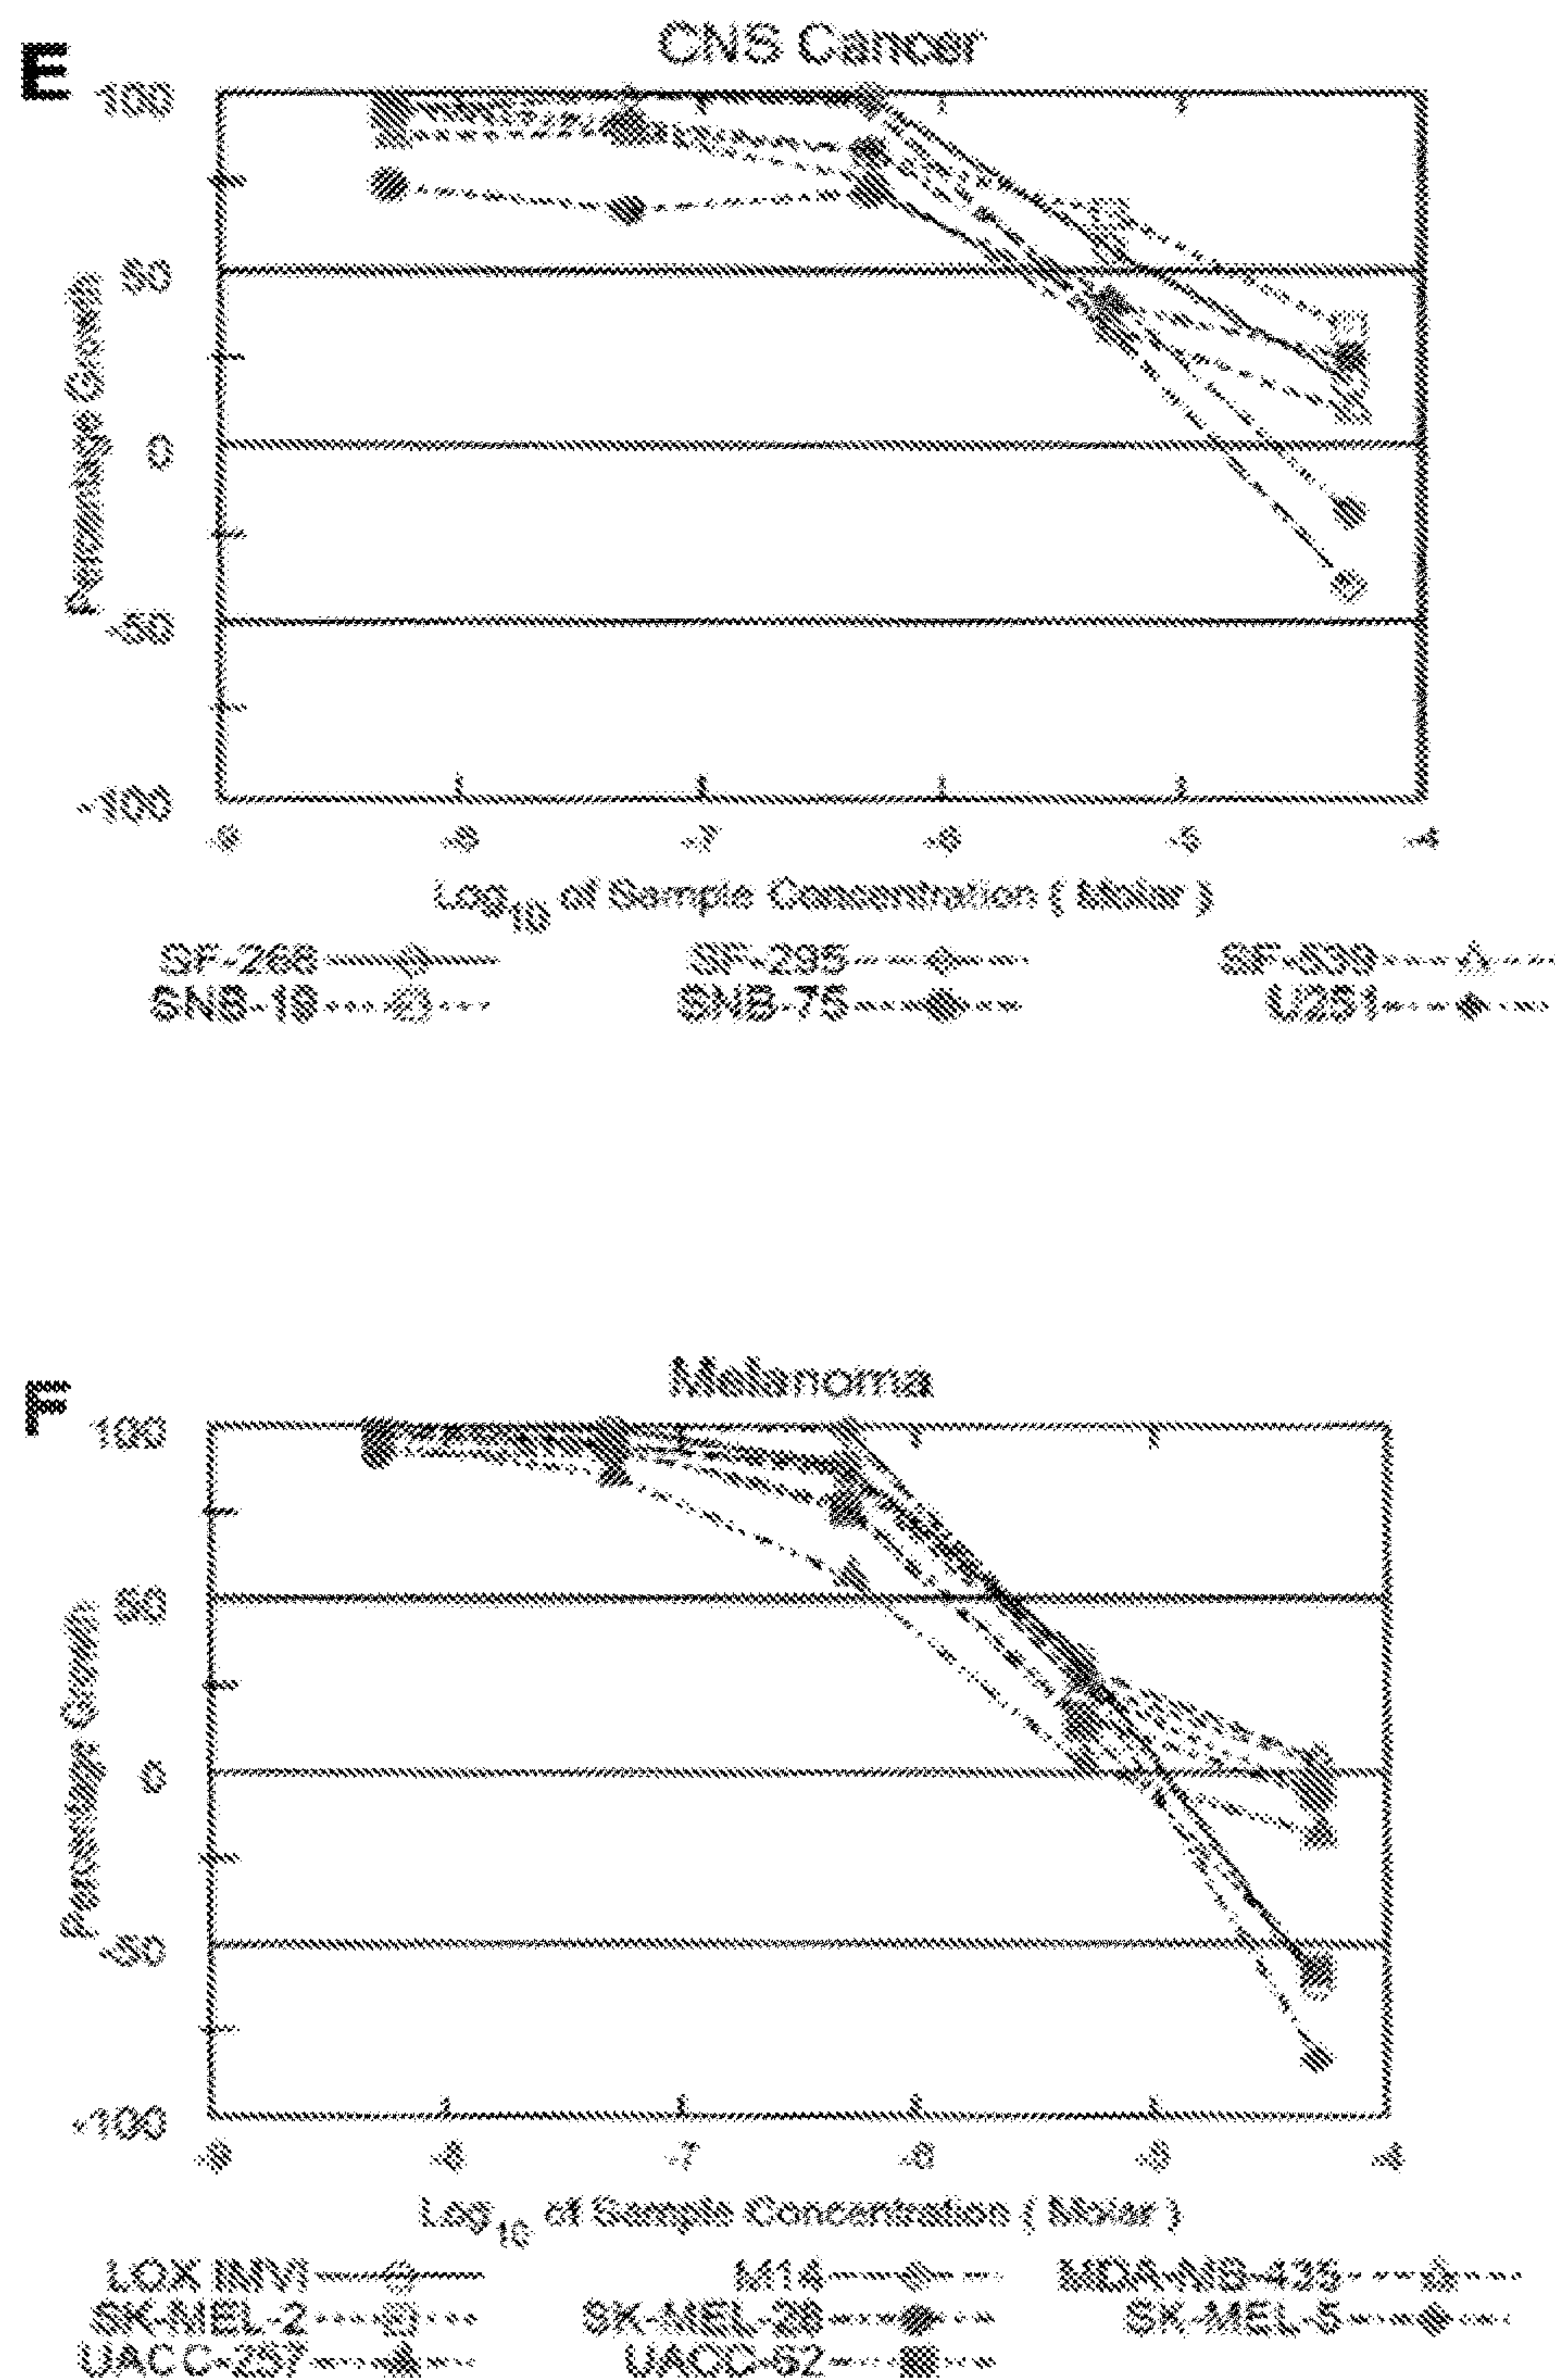 E
CNS Cancer
100
50
0
-50
-100
Percentage Growth
-9 -8 -7 -6 -5 -4
Log10 of Sample Concentration ( Molar )
SF-268 SF-295 SF-539
SNB-19 SNB-75 U251
F
Melanoma
100
50
0
-50
-100
Percentage Growth
-9 -8 -7 -6 -5 -4
Log10 of Sample Concentration ( Molar )
LOX IMVI M14 MDA-MB-435
SK-MEL-2 SK-MEL-28 SK-MEL-5
UACC-257 UACC-62